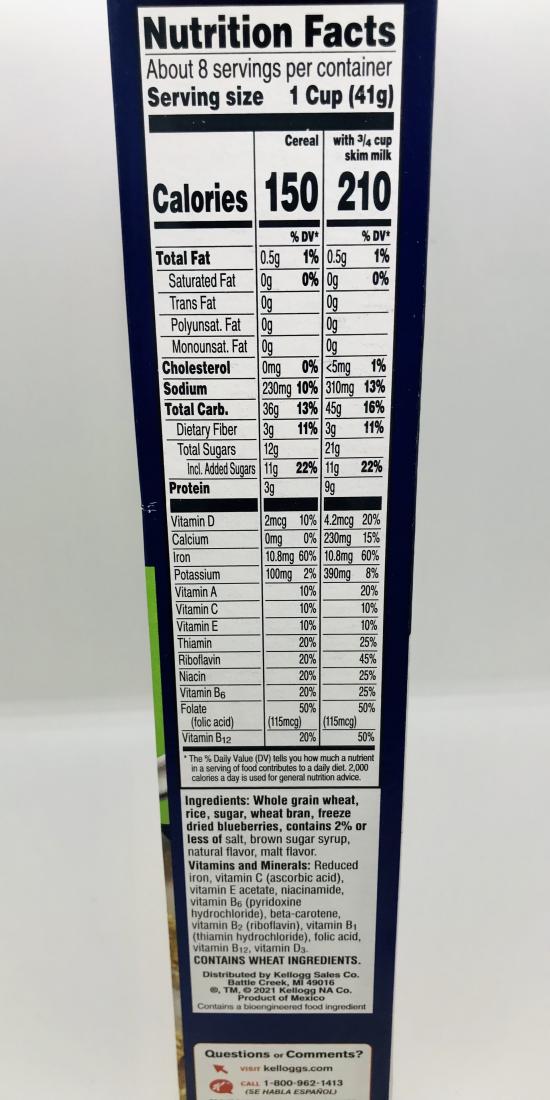 Nutrition Facts
About 8 servings per container
Serving size 1 Cup (41g)
Cereal with 3/4 cup
skim milk
Calories 150 210
% DV* % DV*
Total Fat 0.5g 1% 0.5g 1%
Saturated Fat 0g 0% 0g 0%
Trans Fat 0g 0g
Polyunsat. Fat 0g 0g
Monounsat. Fat 0g 0g
Cholesterol 0mg 0% <5mg 1%
Sodium 230mg 10% 310mg 13%
Total Carb. 36g 13% 45g 16%
Dietary Fiber 3g 11% 3g 11%
Total Sugars 12g 21g
Incl. Added Sugars 11g 22% 11g 22%
Protein 3g 9g
Vitamin D 2mcg 10% 4.2mcg 20%
Calcium 0mg 0% 230mg 15%
Iron 10.8mg 60% 10.8mg 60%
Potassium 100mg 2% 390mg 8%
Vitamin A 10% 20%
Vitamin C 10% 10%
Vitamin E 10% 10%
Thiamin 20% 25%
Riboflavin 20% 45%
Niacin 20% 25%
Vitamin B6 20% 25%
Folate 50% 50%
(folic acid) (115mcg) (115mcg)
Vitamin B12 20% 50%
* The % Daily Value (DV) tells you how much a nutrient
in a serving of food contributes to a daily diet. 2,000
calories a day is used for general nutrition advice.
Ingredients: Whole grain wheat,
rice, sugar, wheat bran, freeze
dried blueberries, contains 2% or
less of salt, brown sugar syrup,
natural flavor, malt flavor.
Vitamins and Minerals: Reduced
iron, vitamin C (ascorbic acid),
vitamin E acetate, niacinamide,
vitamin B6 (pyridoxine
hydrochloride), beta-carotene,
vitamin B2 (riboflavin), vitamin B1
(thiamin hydrochloride), folic acid,
vitamin B12, vitamin D3.
CONTAINS WHEAT INGREDIENTS.
Distributed by Kellogg Sales Co.
Battle Creek, MI 49016
®, TM, © 2021 Kellogg NA Co.
Product of Mexico
Contains a bioengineered food ingredient
Questions or Comments?
VISIT kelloggs.com
CALL 1-800-962-1413
(SE HABLA ESPAÑOL)